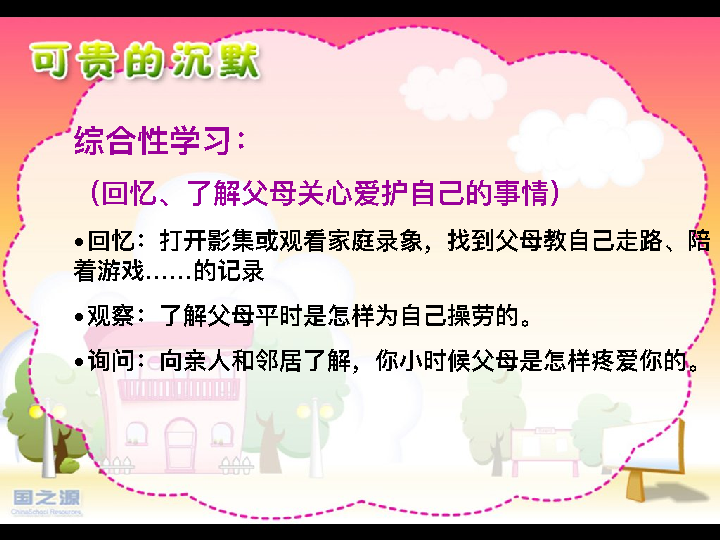 可贵的沉默
综合性学习：
（回忆、了解父母关心爱护自己的事情）
•回忆：打开影集或观看家庭录象，找到父母教自己走路、陪
着游戏……的记录
•观察：了解父母平时是怎样为自己操劳的。
•询问：向亲人和邻居了解，你小时候父母是怎样疼爱你的。
国之源
ChinaSchool Resources